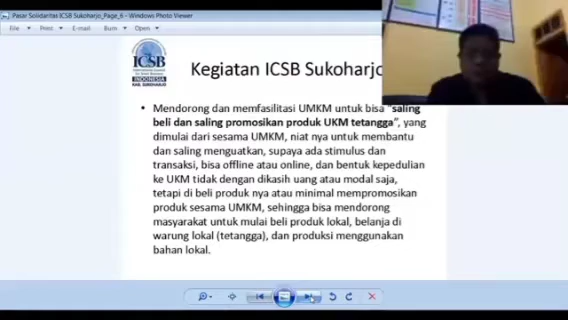 Pasar Solidaritas ICSB Sukoharjo_Page_6 - Windows Photo Viewer
File Print E-mail Burn Open
ICSB
INDONESIA
KAB. SUKOHARJO
Kegiatan ICSB Sukoharjo
• Mendorong dan memfasilitasi UMKM untuk bisa “saling
beli dan saling promosikan produk UKM tetangga”, yang
dimulai dari sesama UMKM, niat nya untuk membantu
dan saling menguatkan, supaya ada stimulus dan
transaksi, bisa offline atau online, dan bentuk kepedulian
ke UKM tidak dengan dikasih uang atau modal saja,
tetapi di beli produk nya atau minimal mempromosikan
produk sesama UMKM, sehingga bisa mendorong
masyarakat untuk mulai beli produk lokal, belanja di
warung lokal (tetangga), dan produksi menggunakan
bahan lokal.